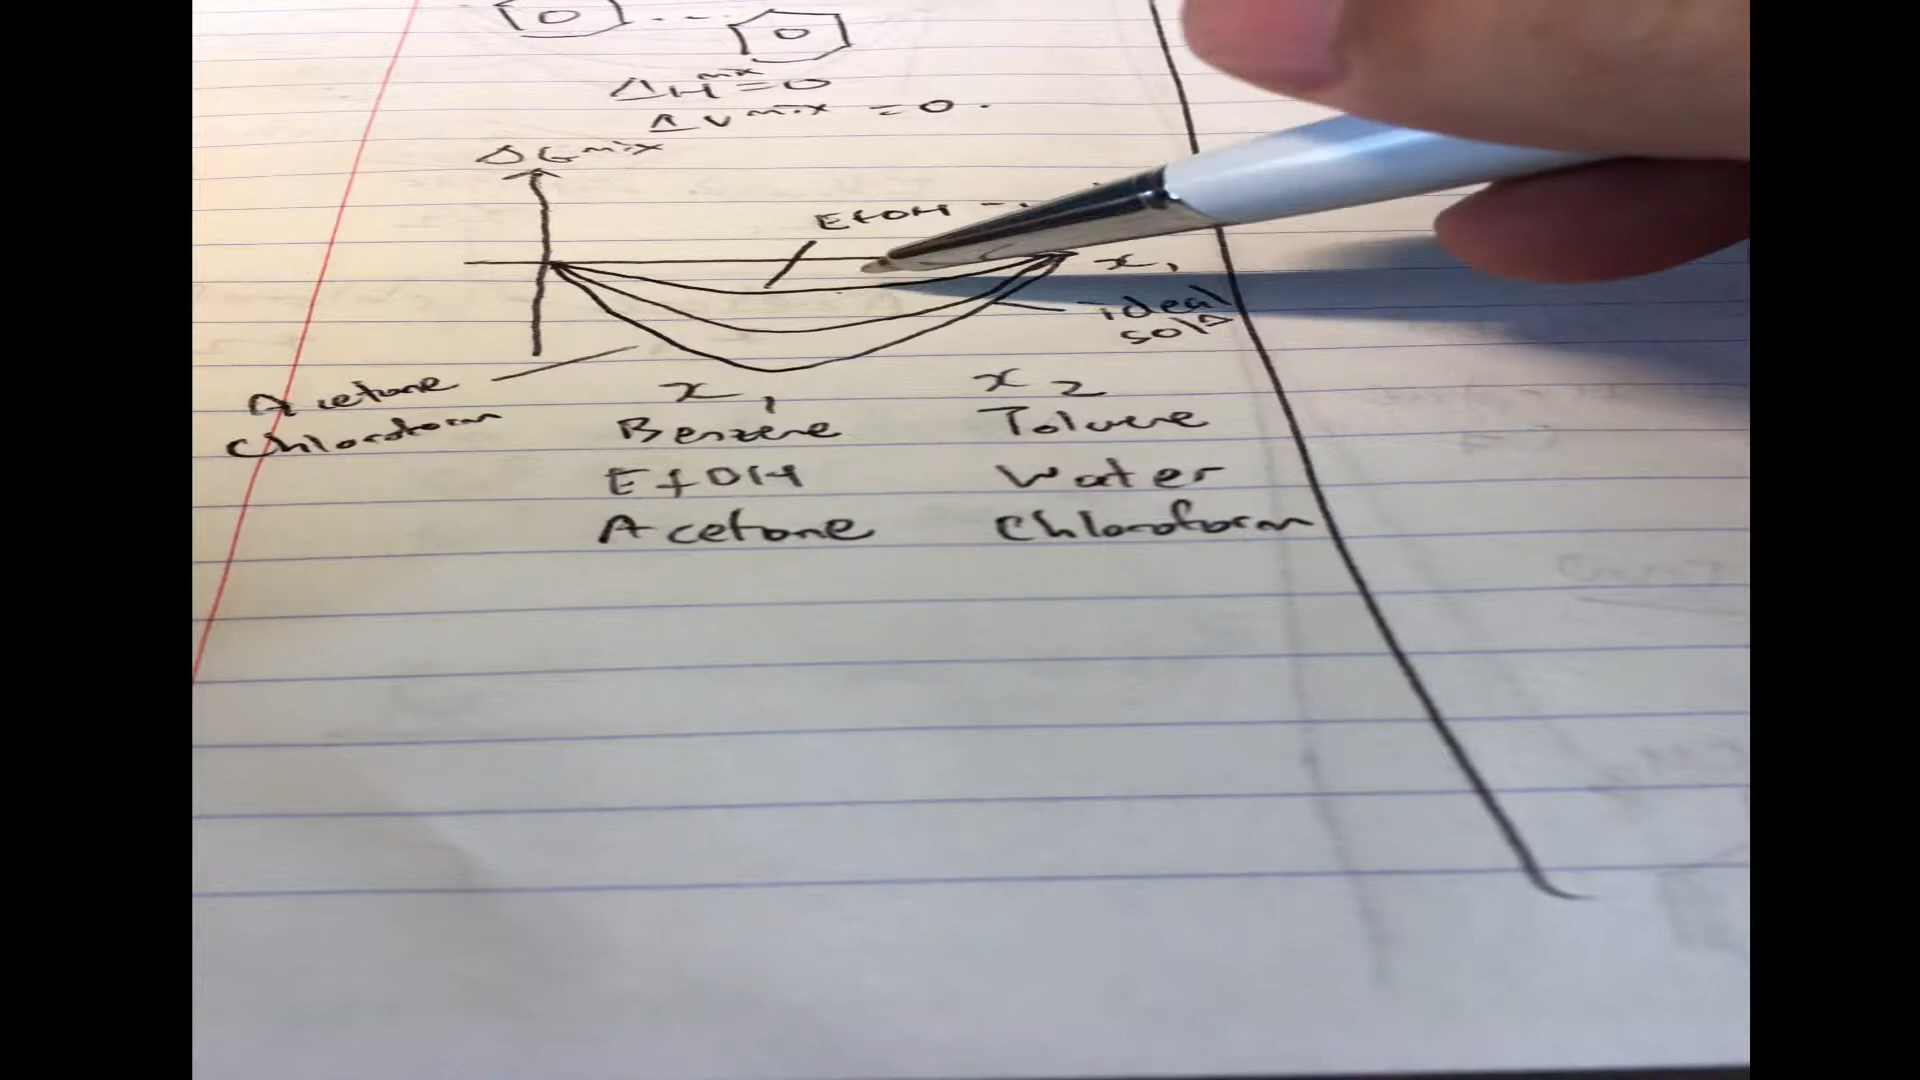 ΔH^mix = 0
ΔV^mix = 0.
ΔG^mix
EtOH -
x₁
ideal
sol^n
Acetone
Chloroform
x₁ x₂
Benzene Toluene
EtOH Water
Acetone Chloroform